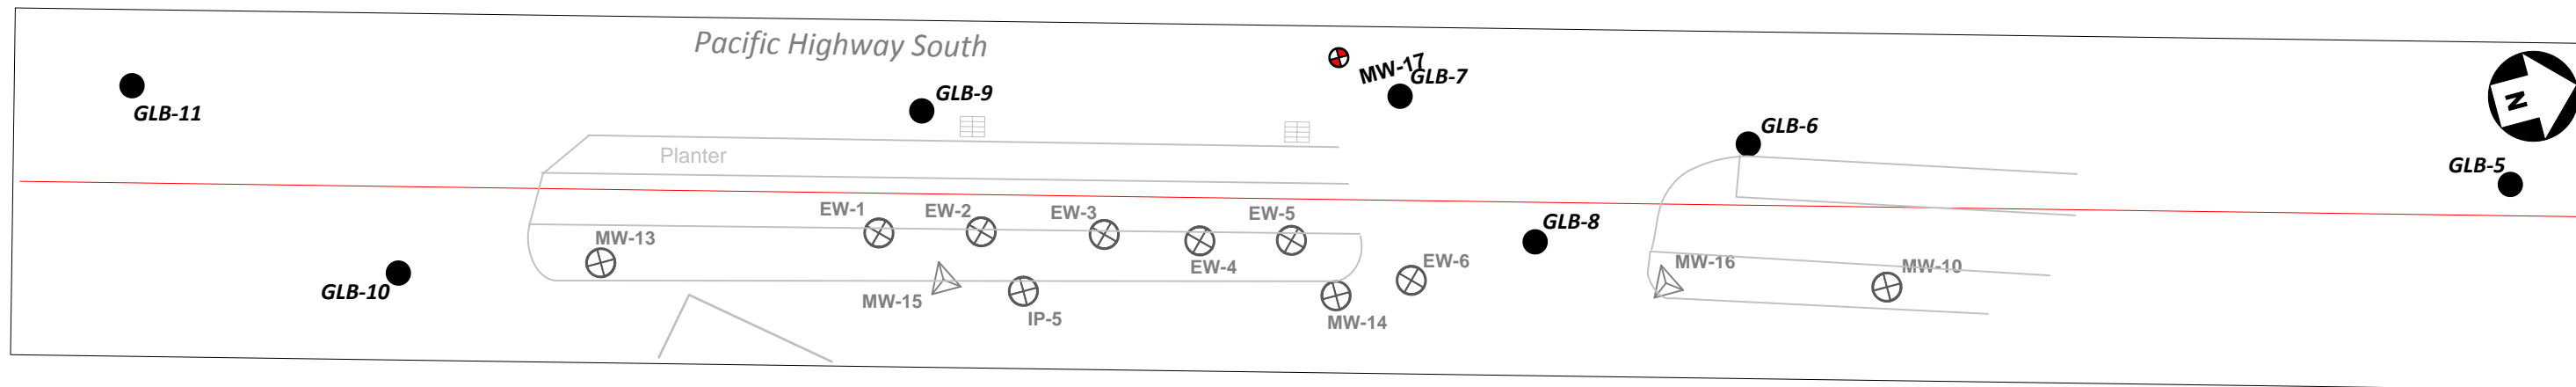 Pacific Highway South
MW-17
GLB-7
GLB-11
GLB-9
GLB-6
N
Planter
GLB-5
EW-1
EW-2
EW-3
EW-5
GLB-8
MW-13
EW-4
EW-6
MW-16
MW-10
GLB-10
MW-15
IP-5
MW-14